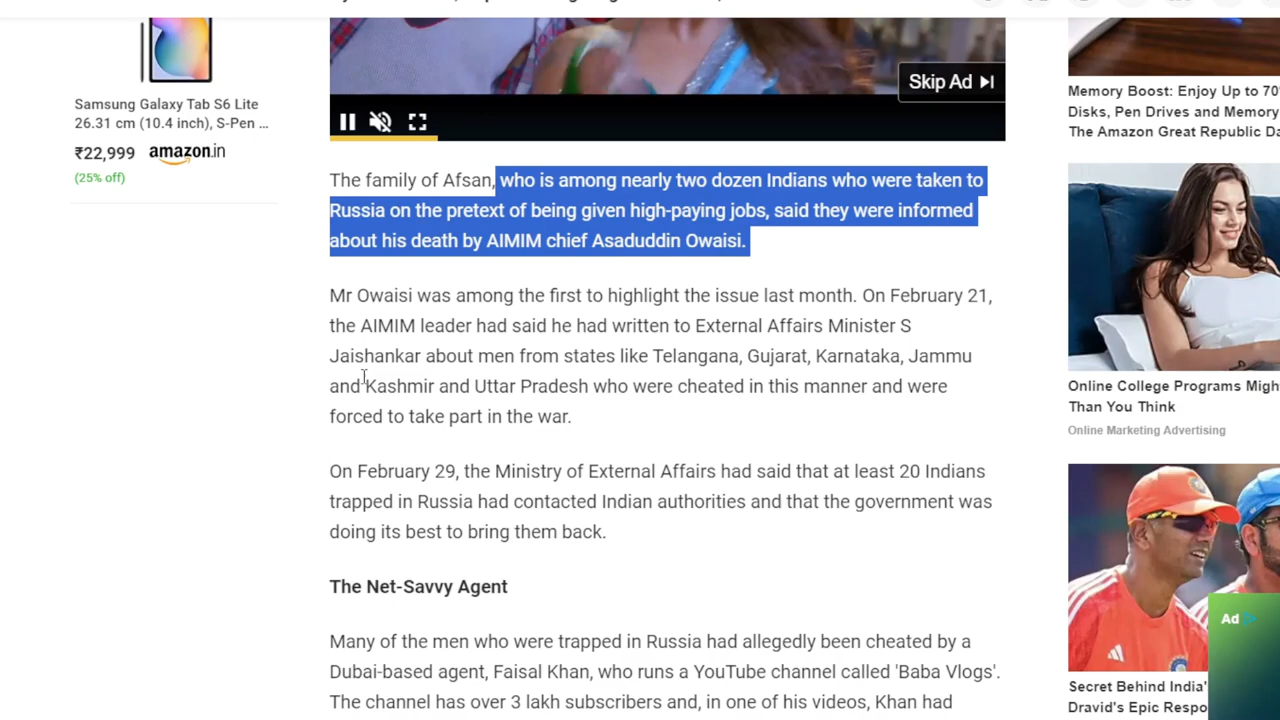 Samsung Galaxy Tab S6 Lite
26.31 cm (10.4 inch), S-Pen ...
₹22,999 amazon.in
(25% off)
Skip Ad
The family of Afsan, who is among nearly two dozen Indians who were taken to
Russia on the pretext of being given high-paying jobs, said they were informed
about his death by AIMIM chief Asaduddin Owaisi.
Mr Owaisi was among the first to highlight the issue last month. On February 21,
the AIMIM leader had said he had written to External Affairs Minister S
Jaishankar about men from states like Telangana, Gujarat, Karnataka, Jammu
and Kashmir and Uttar Pradesh who were cheated in this manner and were
forced to take part in the war.
On February 29, the Ministry of External Affairs had said that at least 20 Indians
trapped in Russia had contacted Indian authorities and that the government was
doing its best to bring them back.
The Net-Savvy Agent
Many of the men who were trapped in Russia had allegedly been cheated by a
Dubai-based agent, Faisal Khan, who runs a YouTube channel called 'Baba Vlogs'.
The channel has over 3 lakh subscribers and, in one of his videos, Khan had
Memory Boost: Enjoy Up to 70
Disks, Pen Drives and Memory
The Amazon Great Republic Da
Online College Programs Migh
Than You Think
Online Marketing Advertising
Ad
Secret Behind India'
Dravid's Epic Respo